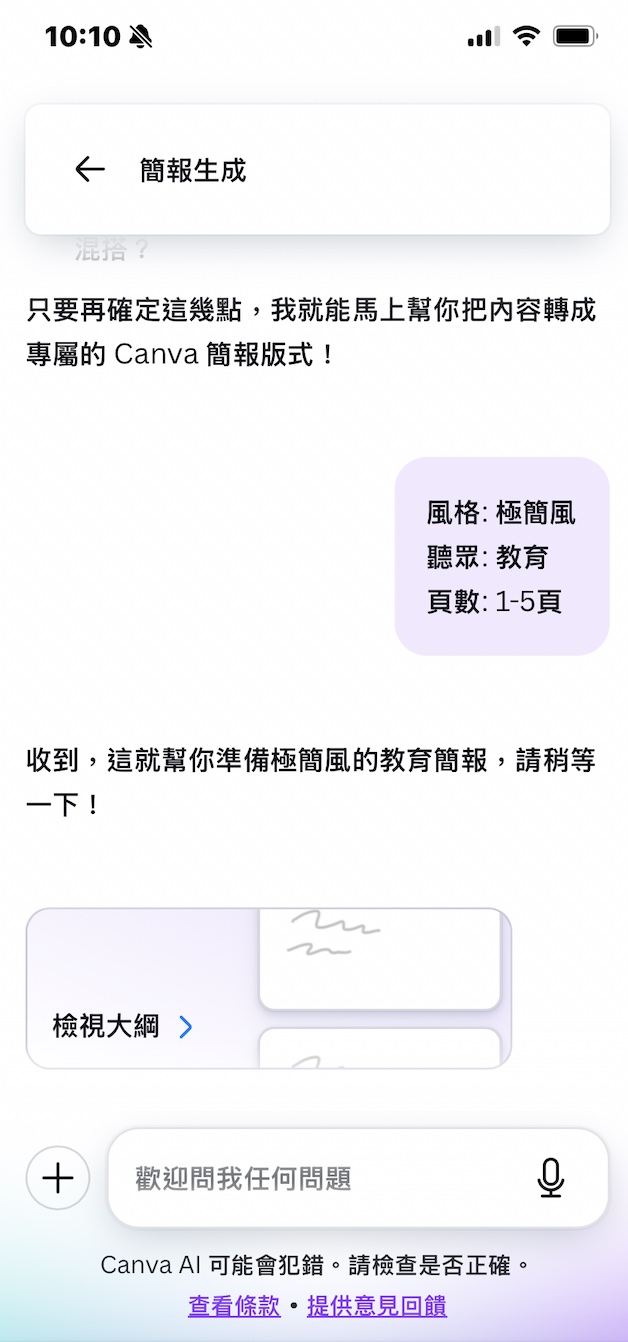 10:10
簡報生成
混搭？
只要再確定這幾點，我就能馬上幫你把內容轉成
專屬的 Canva 簡報版式！
風格: 極簡風
聽眾: 教育
頁數: 1-5頁
收到，這就幫你準備極簡風的教育簡報，請稍等
一下！
檢視大綱
歡迎問我任何問題
Canva AI 可能會犯錯。請檢查是否正確。
查看條款 • 提供意見回饋